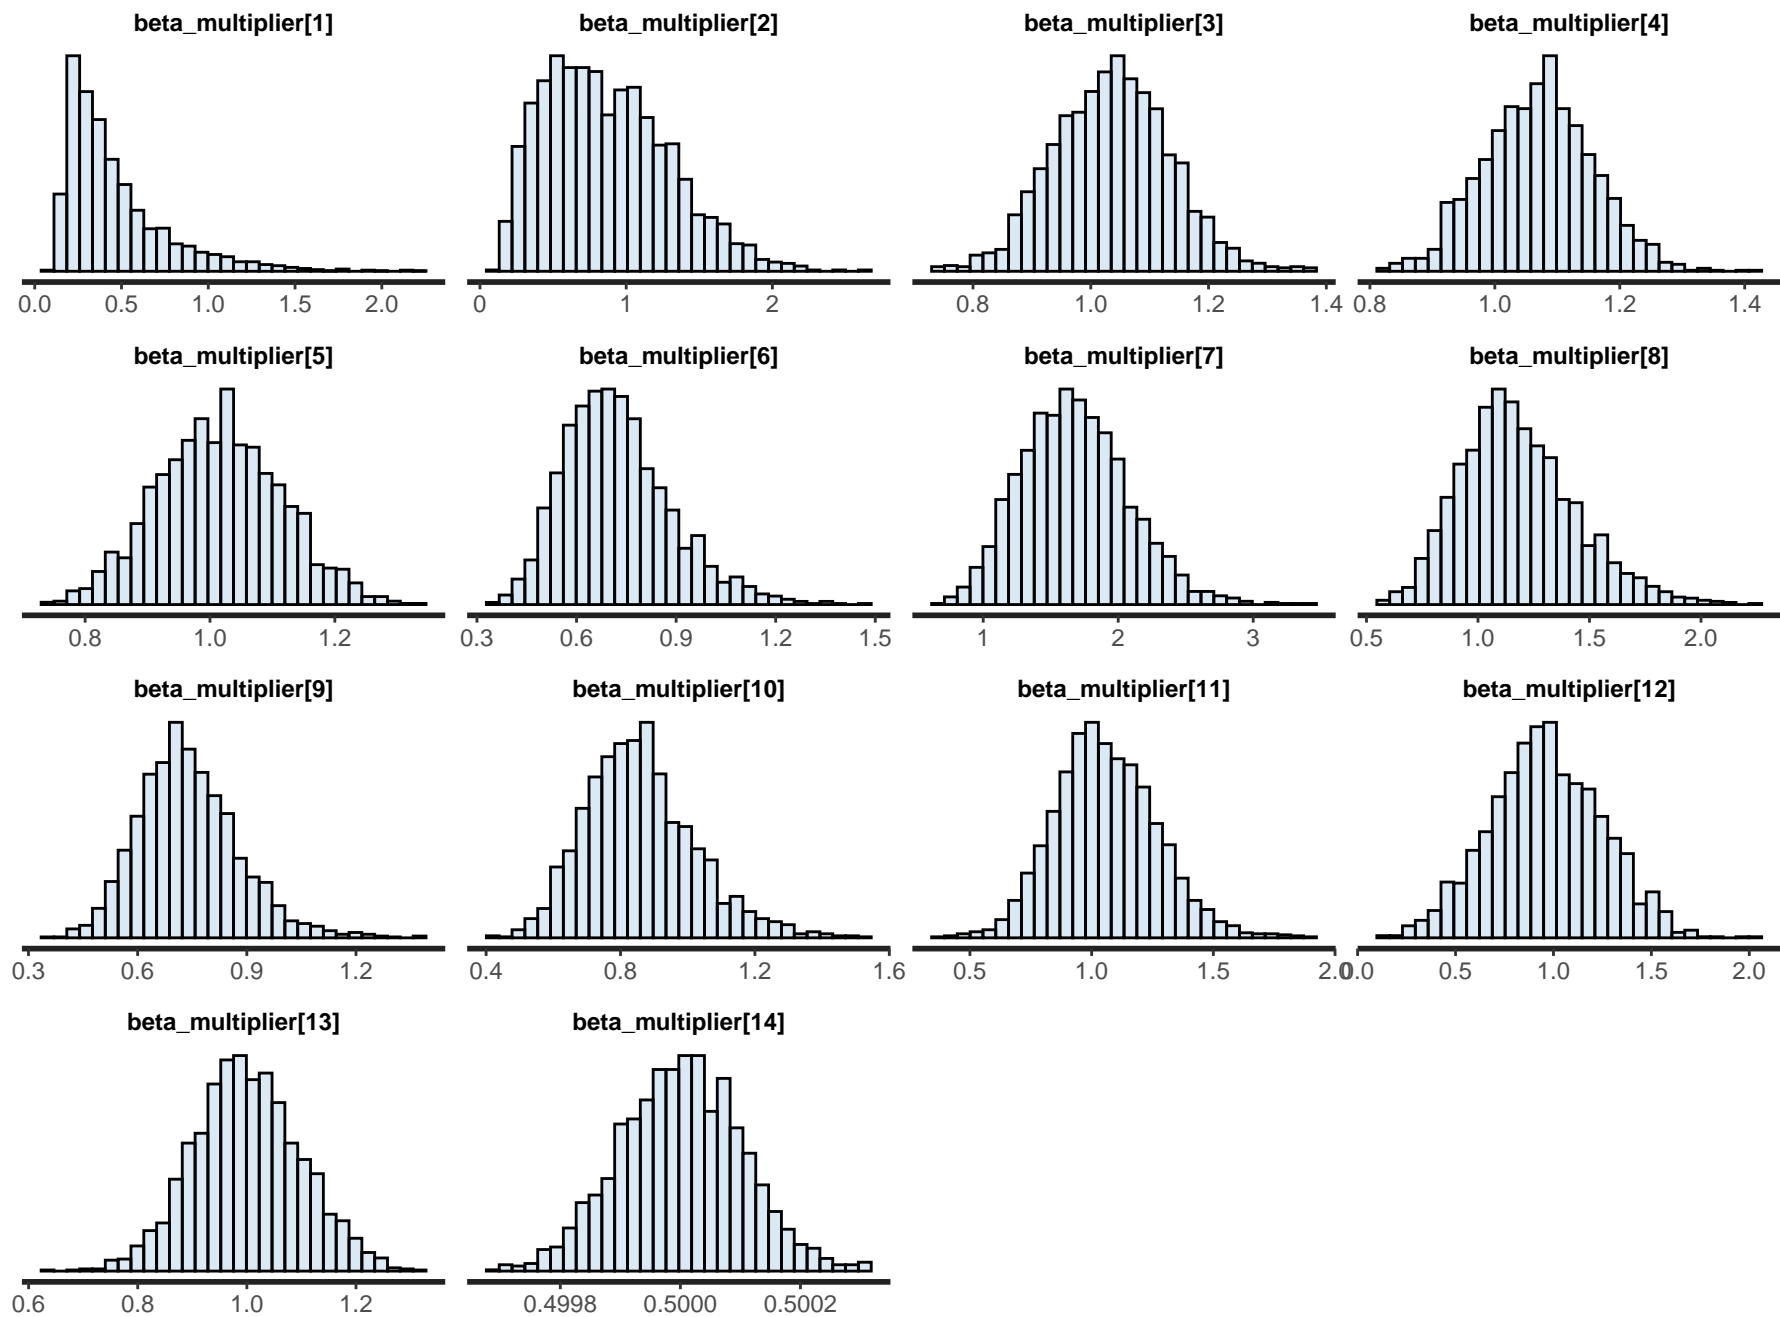 beta_multiplier[1] beta_multiplier[2] beta_multiplier[3] beta_multiplier[4]
0.0 0.5 1.0 1.5 2.0 0 1 2 0.8 1.0 1.2 1.4 0.8 1.0 1.2 1.4
beta_multiplier[5] beta_multiplier[6] beta_multiplier[7] beta_multiplier[8]
0.8 1.0 1.2 0.3 0.6 0.9 1.2 1.5 1 2 3 0.5 1.0 1.5 2.0
beta_multiplier[9] beta_multiplier[10] beta_multiplier[11] beta_multiplier[12]
0.3 0.6 0.9 1.2 0.4 0.8 1.2 1.6 0.5 1.0 1.5 2.0 0.0 0.5 1.0 1.5 2.0
beta_multiplier[13] beta_multiplier[14]
0.6 0.8 1.0 1.2 0.4998 0.5000 0.5002